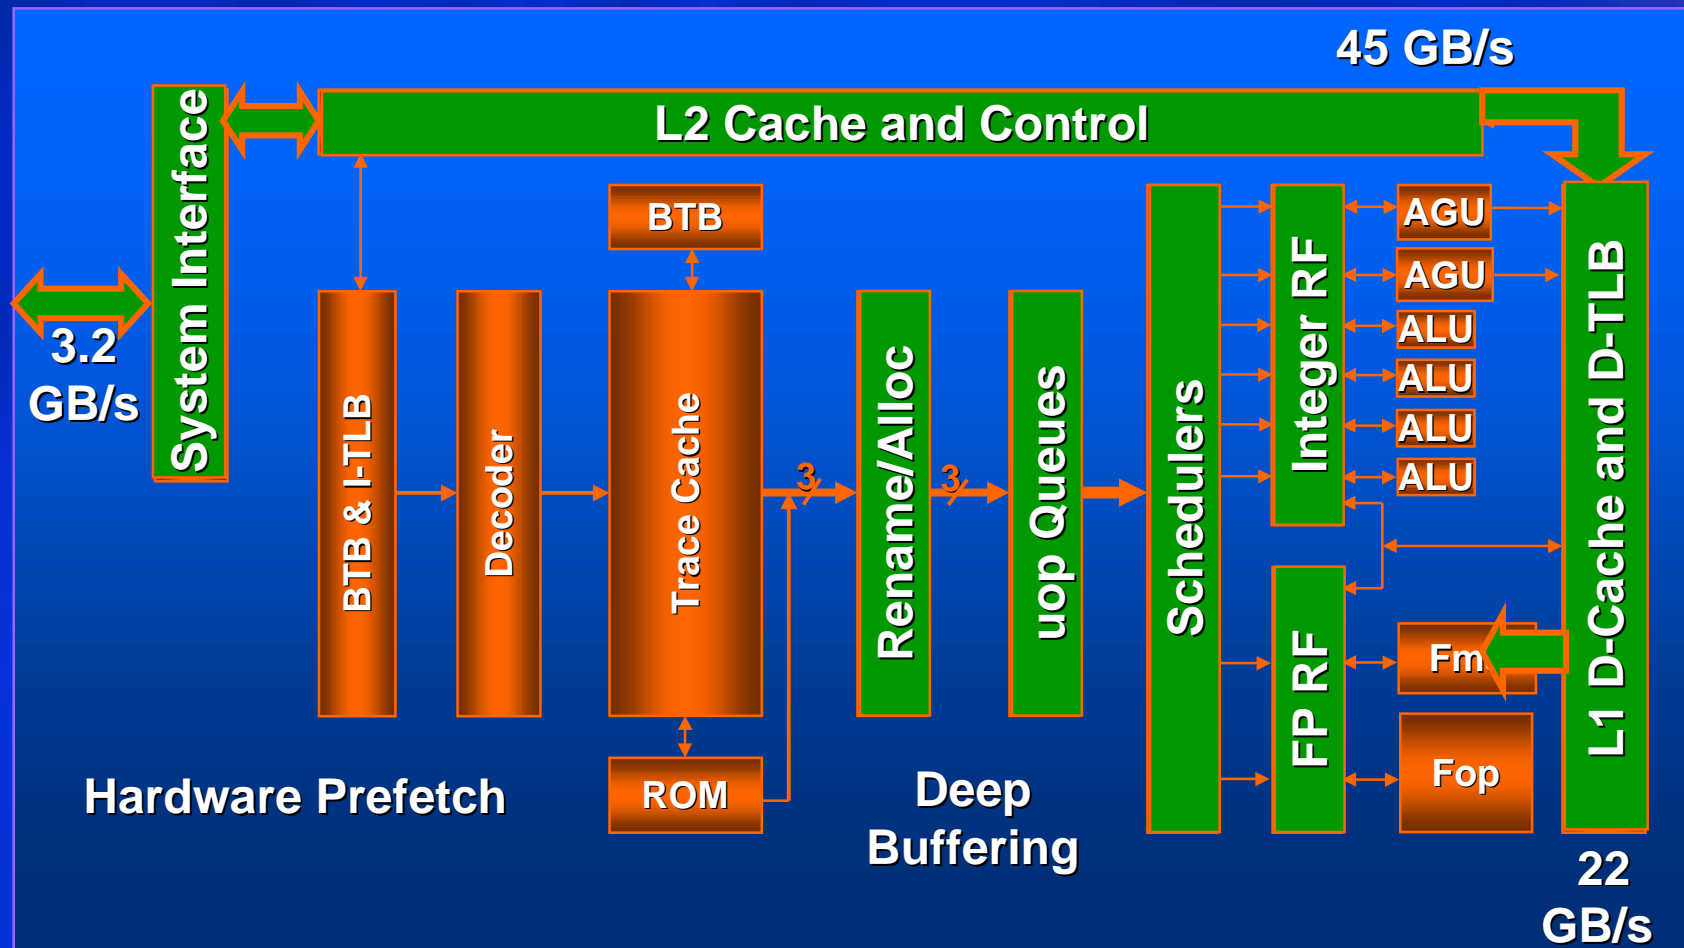 45 GB/s
L2 Cache and Control
System Interface
3.2
GB/s
BTB
BTB & I-TLB
Decoder
Trace Cache
3
Rename/Alloc
3
uop Queues
Schedulers
Integer RF
AGU
AGU
ALU
ALU
ALU
ALU
L1 D-Cache and D-TLB
FP RF
Fop
ROM
Hardware Prefetch
Deep
Buffering
22
GB/s